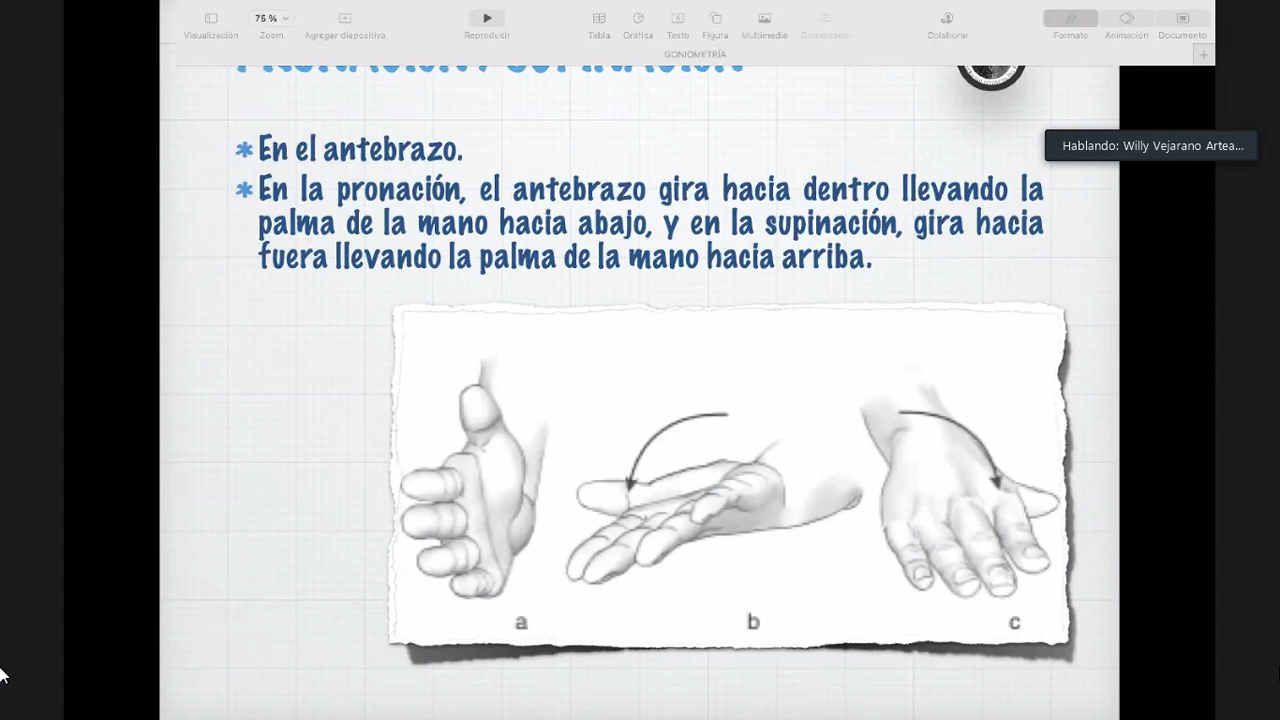 75 %
Visualización Zoom Agregar diapositiva Reproducir Tabla Gráfica Texto Figura Multimedia Comentario Colaborar Formato Animación Documento
GONIOMETRÍA
Hablando: Willy Vejarano Artea...
* En el antebrazo.
* En la pronación, el antebrazo gira hacia dentro llevando la
palma de la mano hacia abajo, y en la supinación, gira hacia
fuera llevando la palma de la mano hacia arriba.
a b c